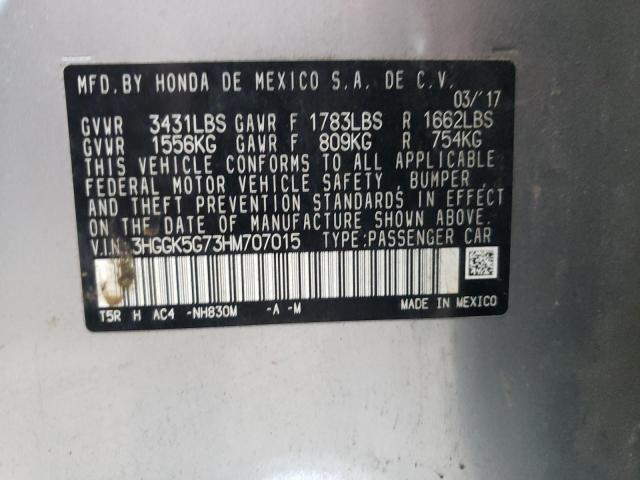 MFD. BY HONDA DE MEXICO S.A. DE C.V.
03/'17
GVWR 3431LBS GAWR F 1783LBS R 1662LBS
GVWR 1556KG GAWR F 809KG R 754KG
THIS VEHICLE CONFORMS TO ALL APPLICABLE
FEDERAL MOTOR VEHICLE SAFETY , BUMPER ,
AND THEFT PREVENTION STANDARDS IN EFFECT
ON THE DATE OF MANUFACTURE SHOWN ABOVE.
V.I.N. 3HGGK5G73HM707015 TYPE:PASSENGER CAR
T5R H AC4 -NH830M -A -M MADE IN MEXICO